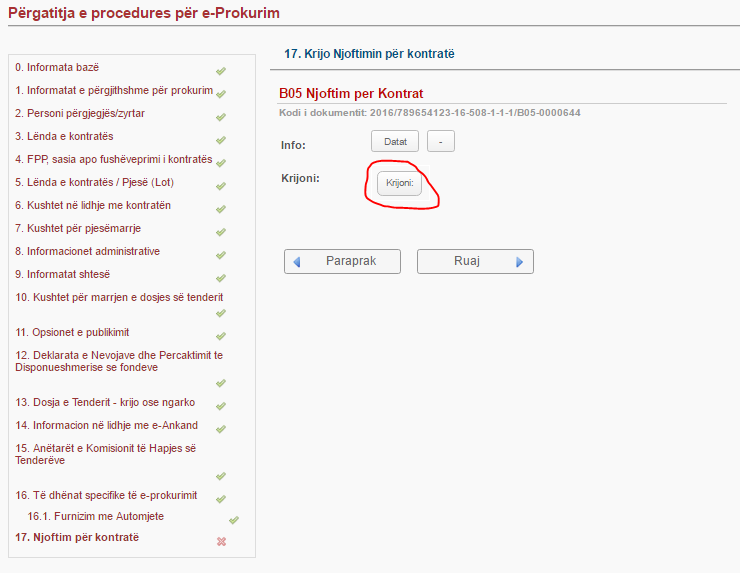 Përgatitja e procedures për e-Prokurim
0. Informata bazë
1. Informatat e përgjithshme për prokurim
2. Personi përgjegjës/zyrtar
3. Lënda e kontratës
4. FPP, sasia apo fushëveprimi i kontratës
5. Lënda e kontratës / Pjesë (Lot)
6. Kushtet në lidhje me kontratën
7. Kushtet për pjesëmarrje
8. Informacionet administrative
9. Informatat shtesë
10. Kushtet për marrjen e dosjes së tenderit
11. Opsionet e publikimit
12. Deklarata e Nevojave dhe Percaktimit te
Disponueshmerise se fondeve
13. Dosja e Tenderit - krijo ose ngarko
14. Informacion në lidhje me e-Ankand
15. Anëtarët e Komisionit të Hapjes së
Tenderëve
16. Të dhënat specifike të e-prokurimit
16.1. Furnizim me Automjete
17. Njoftim për kontratë
17. Krijo Njoftimin për kontratë
B05 Njoftim per Kontrat
Kodi i dokumentit: 2016/789654123-16-508-1-1-1/B05-0000644
Info: Datat -
Krijoni: Krijoni:
Paraprak Ruaj